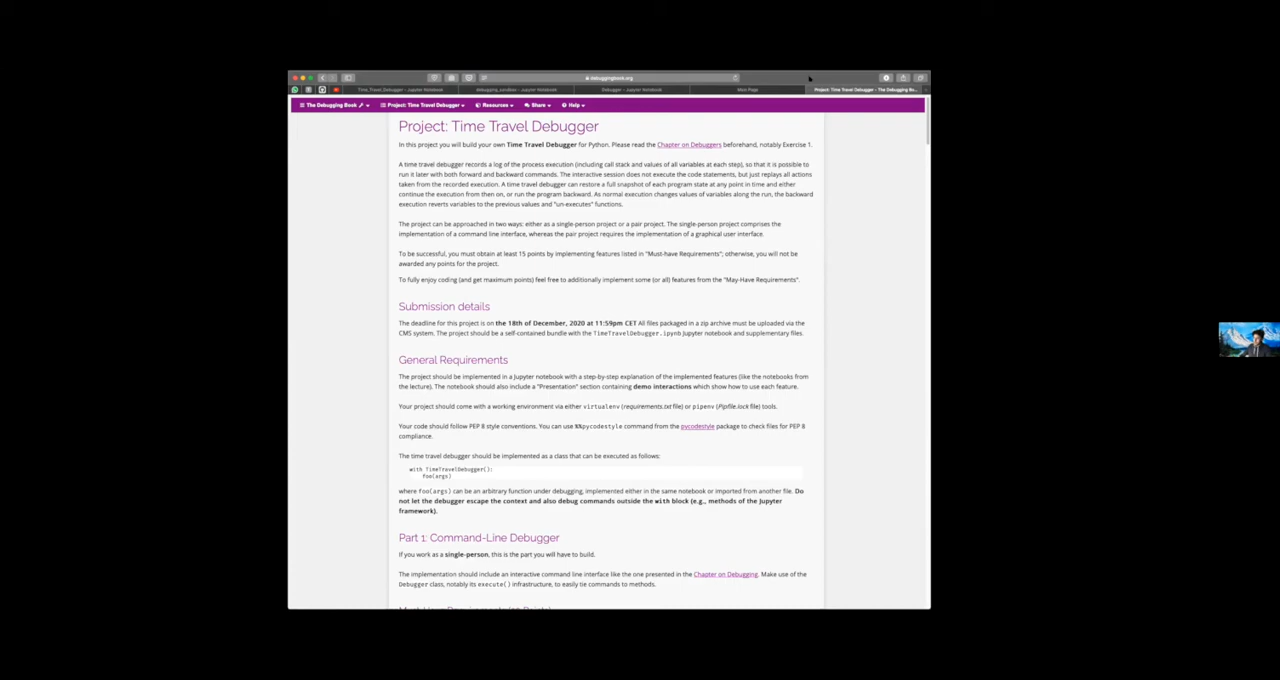 debuggingbook.org
Time_Travel_Debugger - Jupyter Notebook
debugging_sandbox - Jupyter Notebook
Debugger - Jupyter Notebook
Main Page
Project: Time Travel Debugger - The Debugging Bo...
The Debugging Book
Project: Time Travel Debugger
Resources
Share
Help
Project: Time Travel Debugger
In this project you will build your own Time Travel Debugger for Python. Please read the Chapter on Debuggers beforehand, notably Exercise 1.
A time travel debugger records a log of the process execution (including call stack and values of all variables at each step), so that it is possible to
run it later with both forward and backward commands. The interactive session does not execute the code statements, but just replays all actions
taken from the recorded execution. A time travel debugger can restore a full snapshot of each program state at any point in time and either
continue the execution from then on, or run the program backward. As normal execution changes values of variables along the run, the backward
execution reverts variables to the previous values and "un-executes" functions.
The project can be approached in two ways: either as a single-person project or a pair project. The single-person project comprises the
implementation of a command line interface, whereas the pair project requires the implementation of a graphical user interface.
To be successful, you must obtain at least 15 points by implementing features listed in "Must-have Requirements"; otherwise, you will not be
awarded any points for the project.
To fully enjoy coding (and get maximum points) feel free to additionally implement some (or all) features from the "May-Have Requirements".
Submission details
The deadline for this project is on the 18th of December, 2020 at 11:59pm CET All files packaged in a zip archive must be uploaded via the
CMS system. The project should be a self-contained bundle with the TimeTravelDebugger.ipynb Jupyter notebook and supplementary files.
General Requirements
The project should be implemented in a Jupyter notebook with a step-by-step explanation of the implemented features (like the notebooks from
the lecture). The notebook should also include a "Presentation" section containing demo interactions which show how to use each feature.
Your project should come with a working environment via either virtualenv (requirements.txt file) or pipenv (Pipfile.lock file) tools.
Your code should follow PEP 8 style conventions. You can use %%pycodestyle command from the pycodestyle package to check files for PEP 8
compliance.
The time travel debugger should be implemented as a class that can be executed as follows:
with TimeTravelDebugger():
foo(args)
where foo(args) can be an arbitrary function under debugging, implemented either in the same notebook or imported from another file. Do
not let the debugger escape the context and also debug commands outside the with block (e.g., methods of the Jupyter
framework).
Part 1: Command-Line Debugger
If you work as a single-person, this is the part you will have to build.
The implementation should include an interactive command line interface like the one presented in the Chapter on Debugging. Make use of the
Debugger class, notably its execute() infrastructure, to easily tie commands to methods.